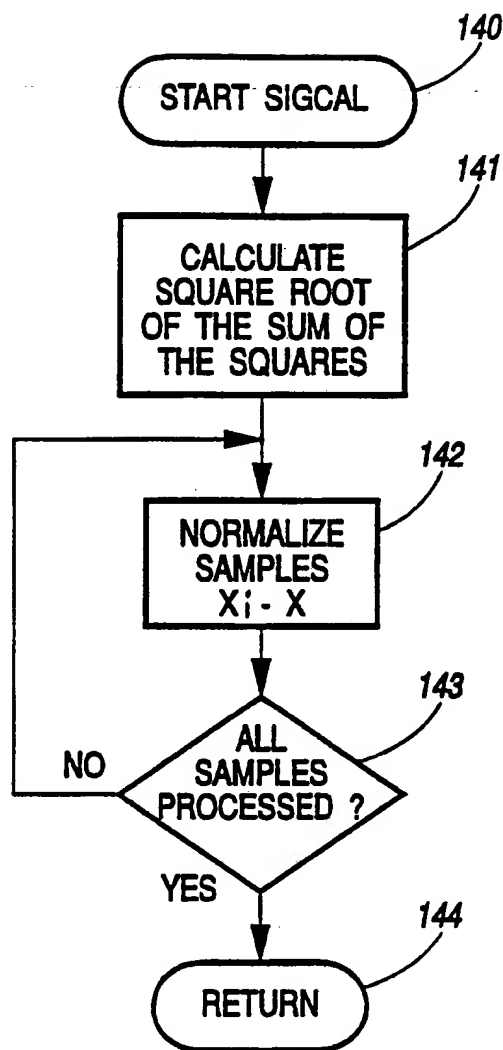 140
START SIGCAL
141
CALCULATE
SQUARE ROOT
OF THE SUM OF
THE SQUARES
142
NORMALIZE
SAMPLES
Xi - X
143
ALL
SAMPLES
PROCESSED ?
NO
YES
144
RETURN